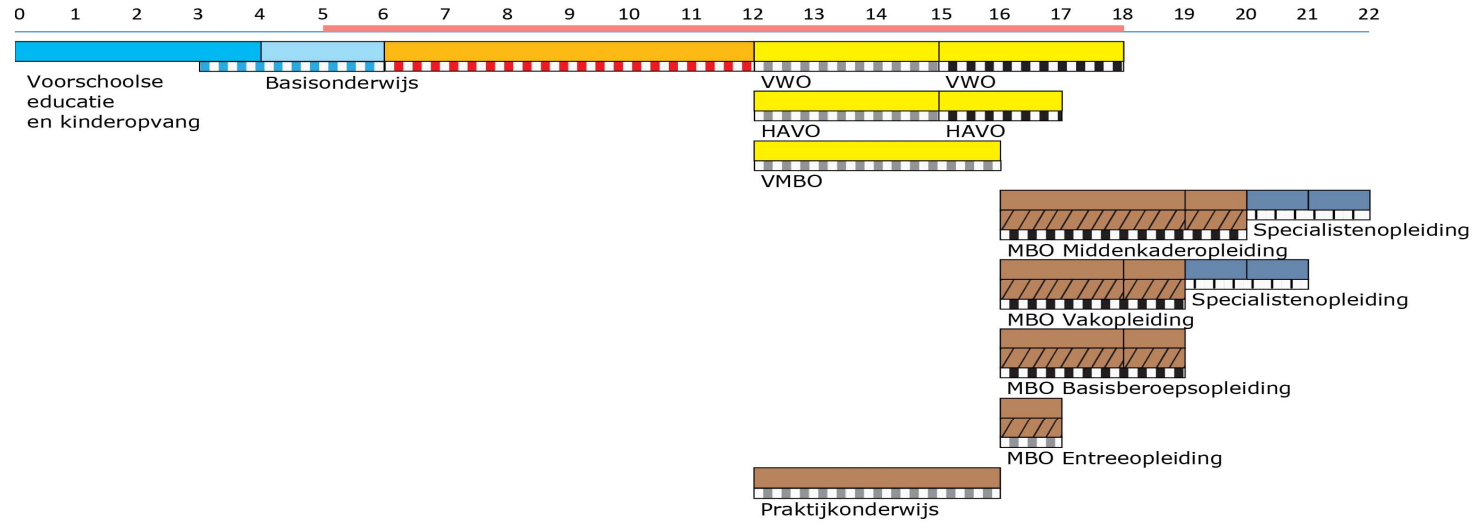 0 1 2 3 4 5 6 7 8 9 10 11 12 13 14 15 16 17 18 19 20 21 22
Voorschoolse
educatie
en kinderopvang
Basisonderwijs
VWO VWO
HAVO HAVO
VMBO
Specialistenopleiding
MBO Middenkaderopleiding
Specialistenopleiding
MBO Vakopleiding
MBO Basisberoepsopleiding
MBO Entreeopleiding
Praktijkonderwijs